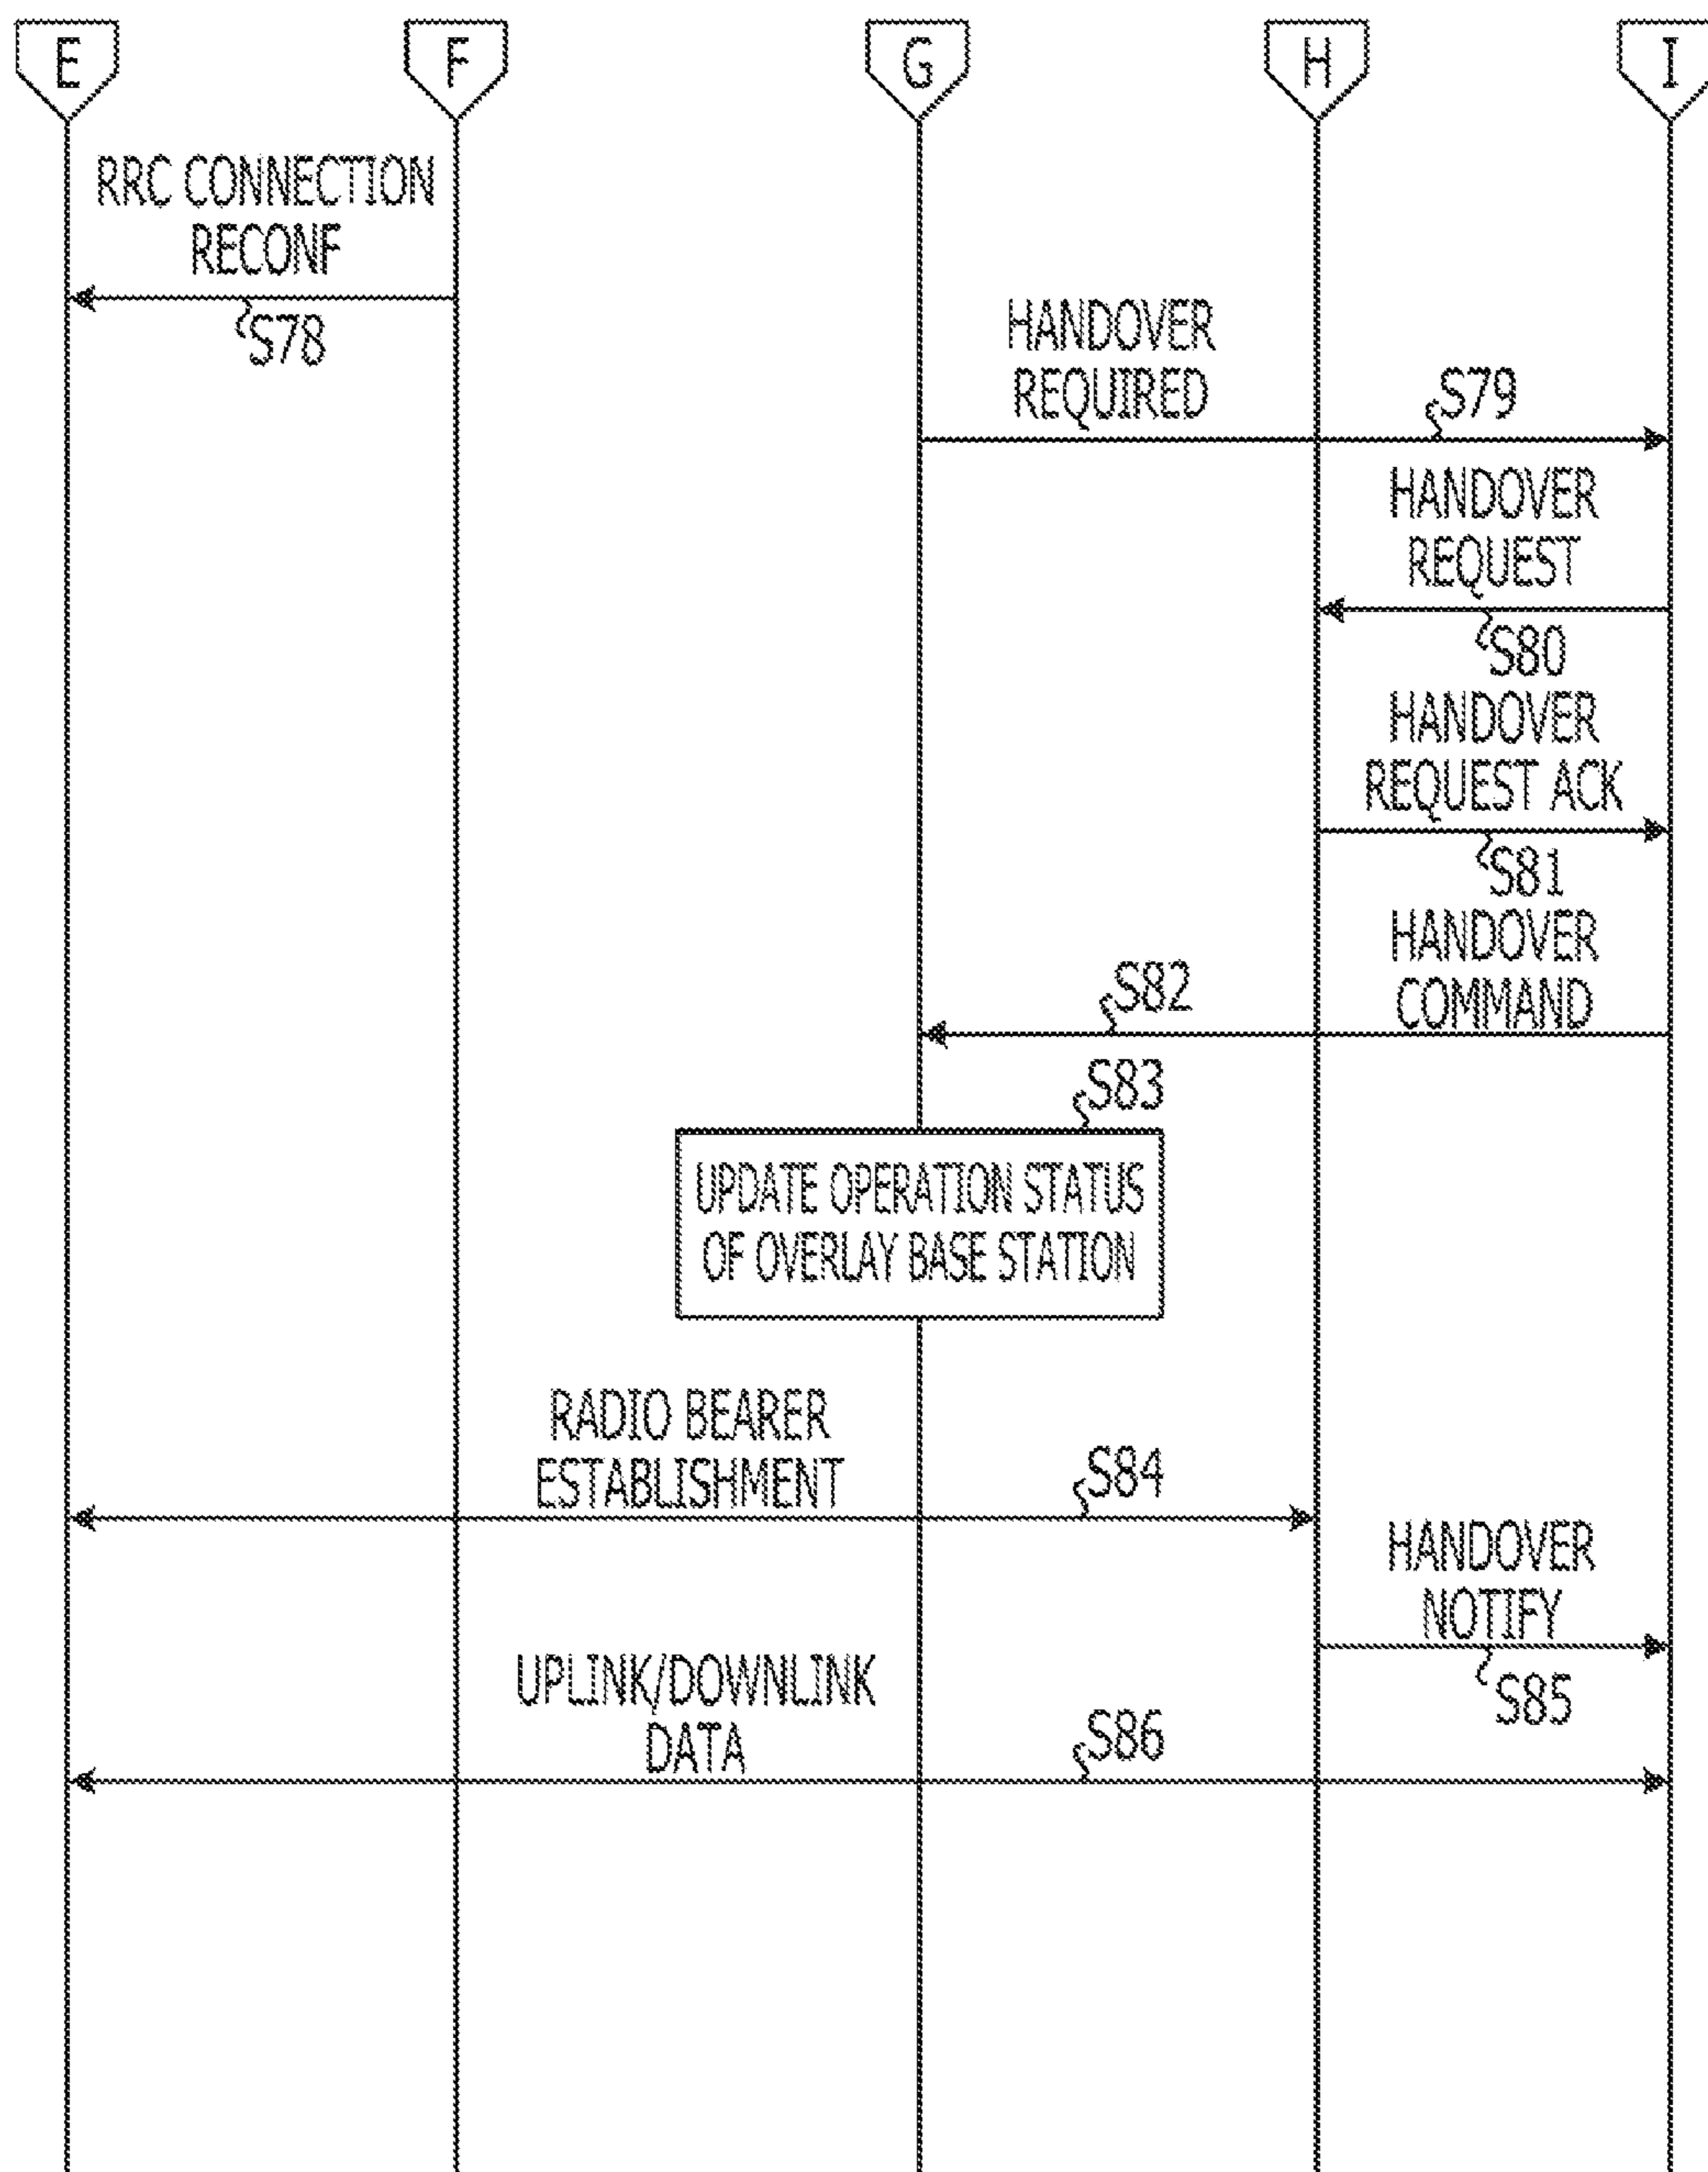 E F G H I
RRC CONNECTION
RECONF
S78
HANDOVER
REQUIRED
S79
HANDOVER
REQUEST
S80
HANDOVER
REQUEST ACK
S81
HANDOVER
COMMAND
S82
S83
UPDATE OPERATION STATUS
OF OVERLAY BASE STATION
RADIO BEARER
ESTABLISHMENT
S84
HANDOVER
NOTIFY
S85
UPLINK/DOWNLINK
DATA
S86